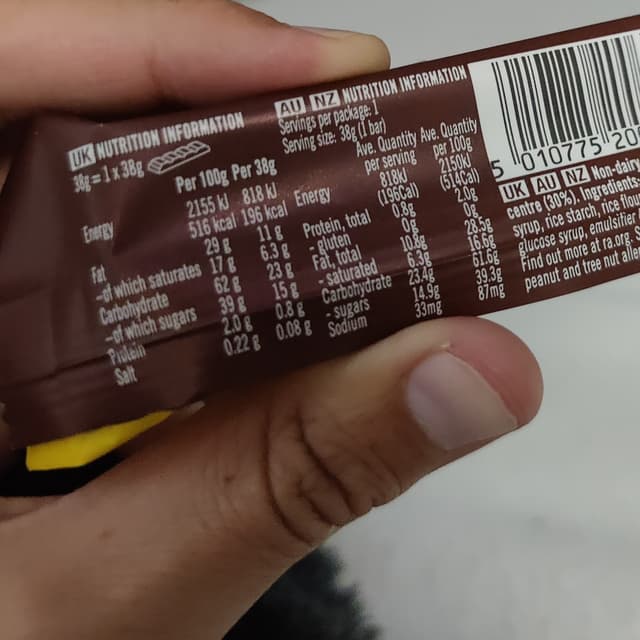 UK NUTRITION INFORMATION
38g = 1 x 38g
Per 100g Per 38g
Energy 2155 kJ 818 kJ
516 kcal 196 kcal
Fat 29 g 11 g
-of which saturates 17 g 6.3 g
Carbohydrate 62 g 23 g
-of which sugars 39 g 15 g
Protein 2.0 g 0.8 g
Salt 0.22 g 0.08 g
AU NZ NUTRITION INFORMATION
Servings per package: 1
Serving size: 38g (1 bar)
Ave. Quantity Ave. Quantity
per serving per 100g
Energy 818kJ 2150kJ
(196Cal) (514Cal)
Protein, total 0.8g 2.0g
- gluten 0g 0g
Fat, total 10.8g 28.5g
- saturated 6.3g 16.6g
Carbohydrate 23.4g 61.6g
- sugars 14.9g 39.3g
Sodium 33mg 87mg
5 010775 20
UK AU NZ Non-dairy
centre (30%). Ingredients
syrup, rice starch, rice flour
glucose syrup, emulsifier
Find out more at ra.org.
peanut and tree nut